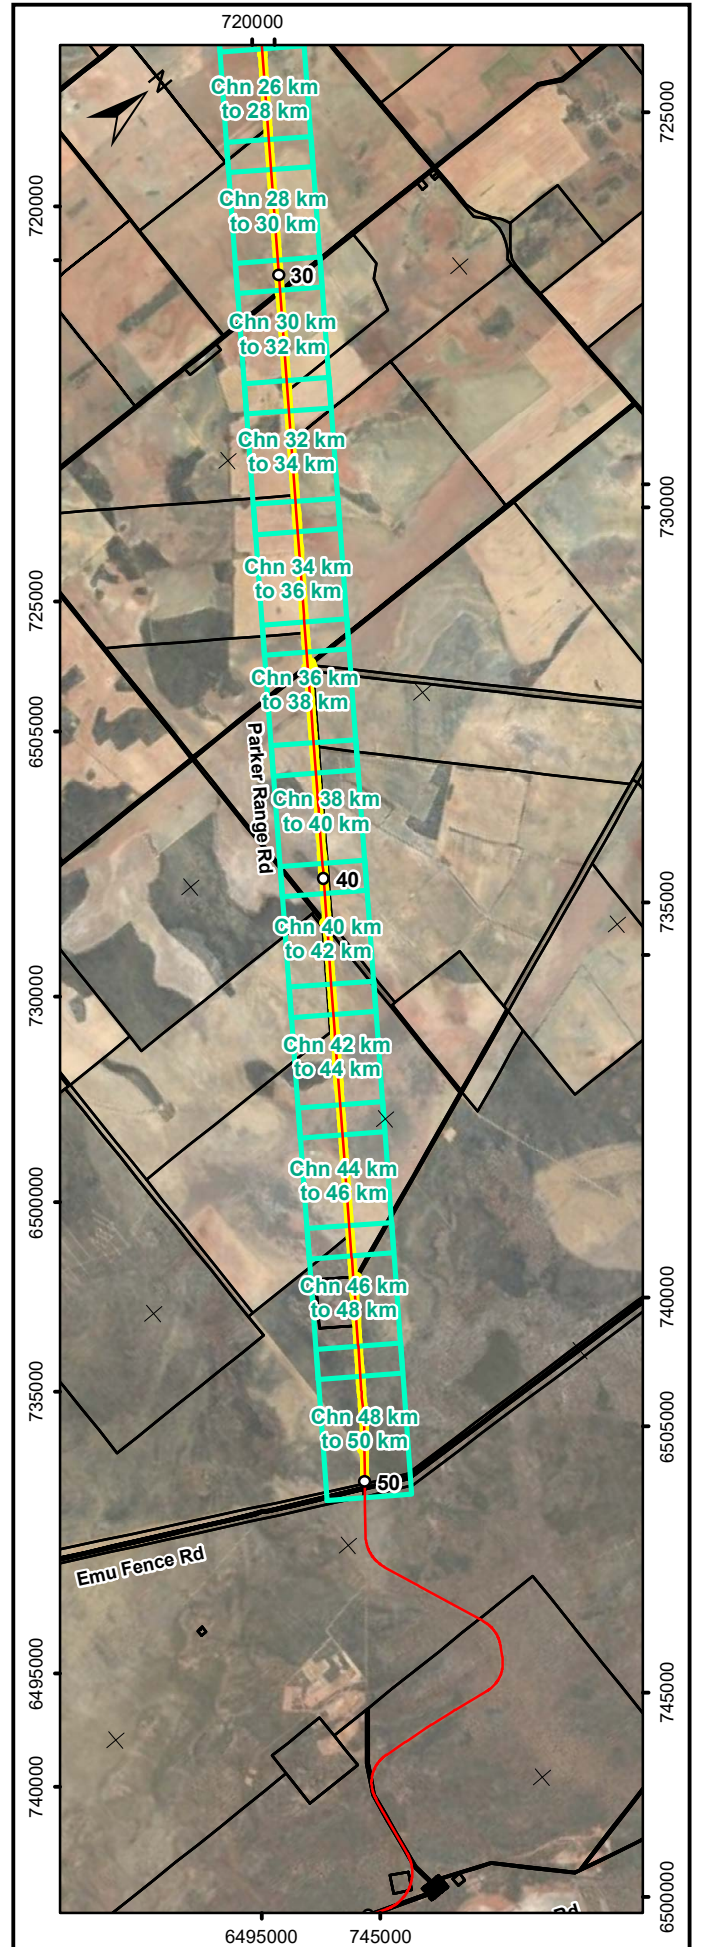 720000
N
725000
Chn 26 km
to 28 km
720000
Chn 28 km
to 30 km
30
Chn 30 km
to 32 km
Chn 32 km
to 34 km
730000
Chn 34 km
to 36 km
725000
Chn 36 km
to 38 km
6505000
Parker Range Rd
Chn 38 km
to 40 km
40
735000
Chn 40 km
to 42 km
730000
Chn 42 km
to 44 km
Chn 44 km
to 46 km
6500000
Chn 46 km
to 48 km
740000
735000
Chn 48 km
to 50 km
6505000
50
Emu Fence Rd
6495000
745000
740000
6500000
Rd
6495000
745000